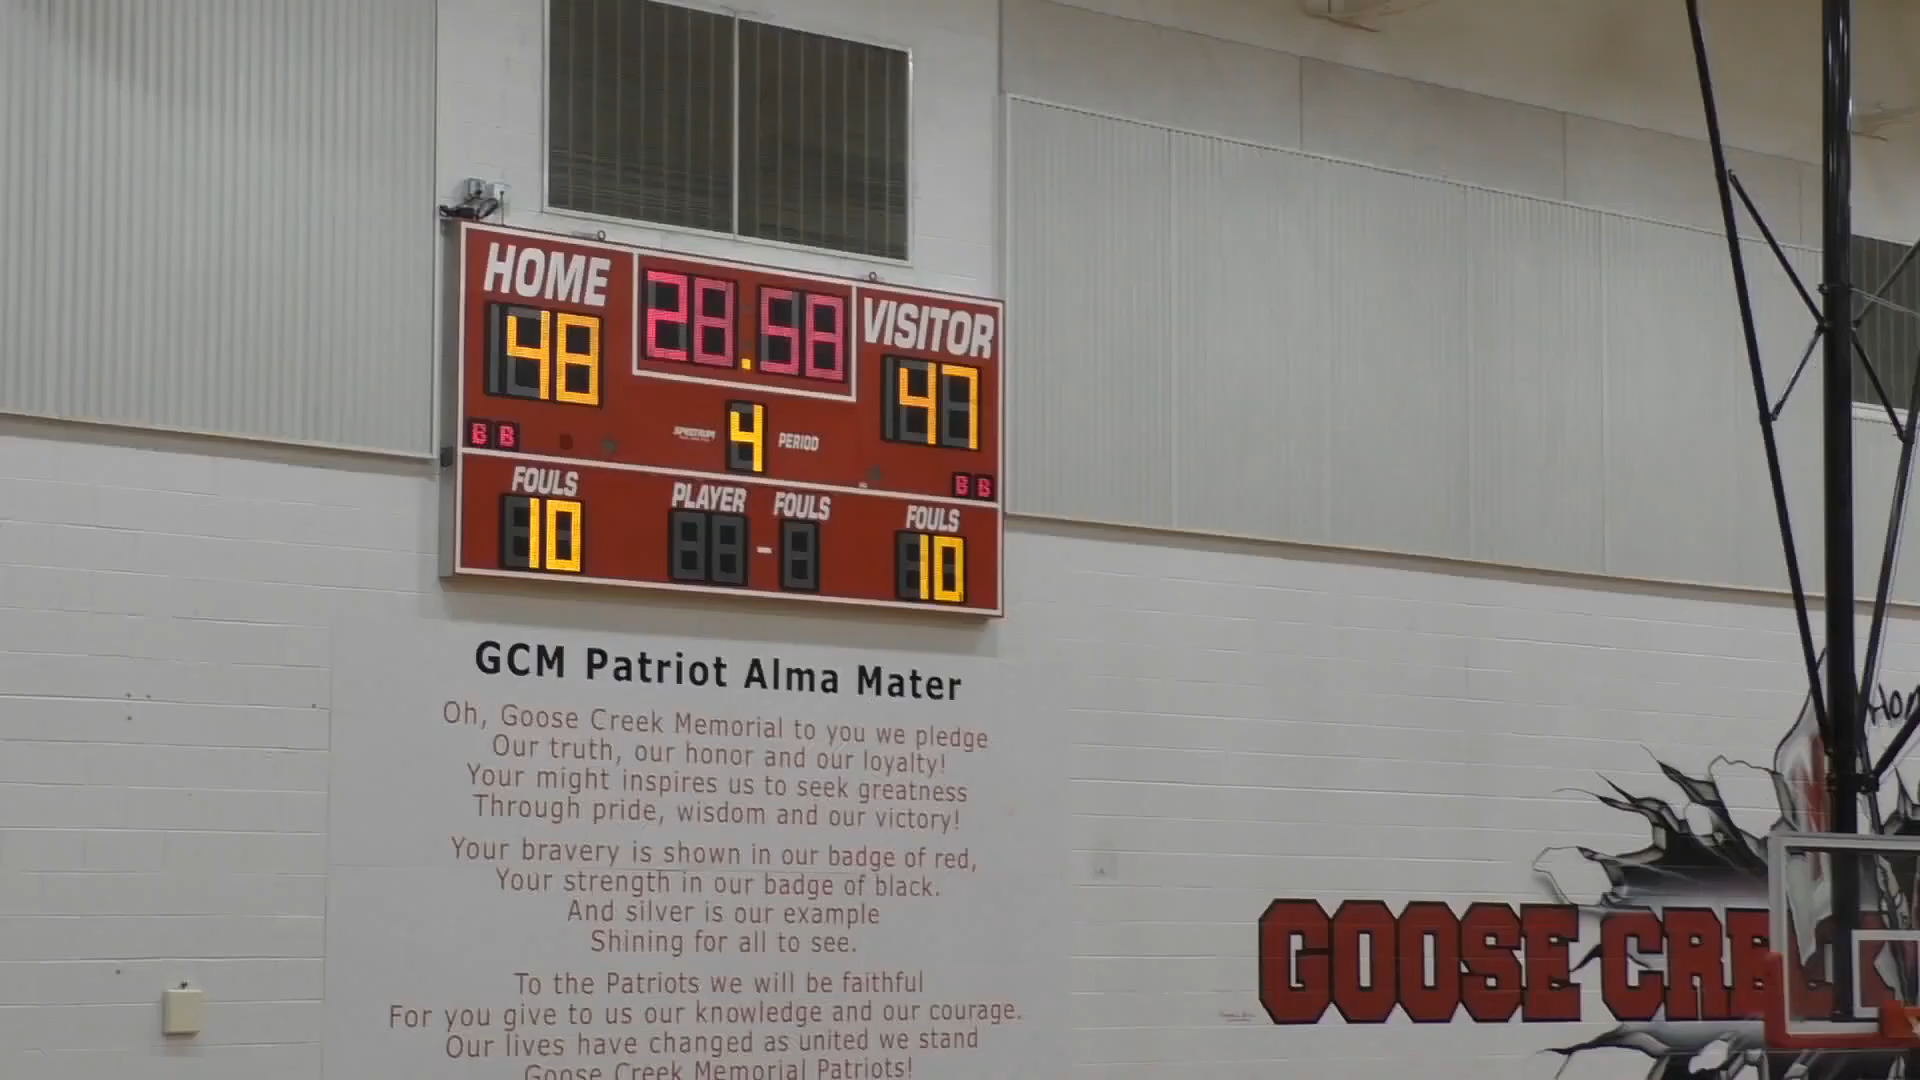 HOME
28.58
VISITOR
48
47
SPECTRUM
4 PERIOD
B B
B B
FOULS
PLAYER FOULS
FOULS
10
-
10
GCM Patriot Alma Mater
Oh, Goose Creek Memorial to you we pledge
Our truth, our honor and our loyalty!
Your might inspires us to seek greatness
Through pride, wisdom and our victory!
Your bravery is shown in our badge of red,
Your strength in our badge of black.
And silver is our example
Shining for all to see.
To the Patriots we will be faithful
For you give to us our knowledge and our courage.
Our lives have changed as united we stand
Goose Creek Memorial Patriots!
GOOSE CREEK